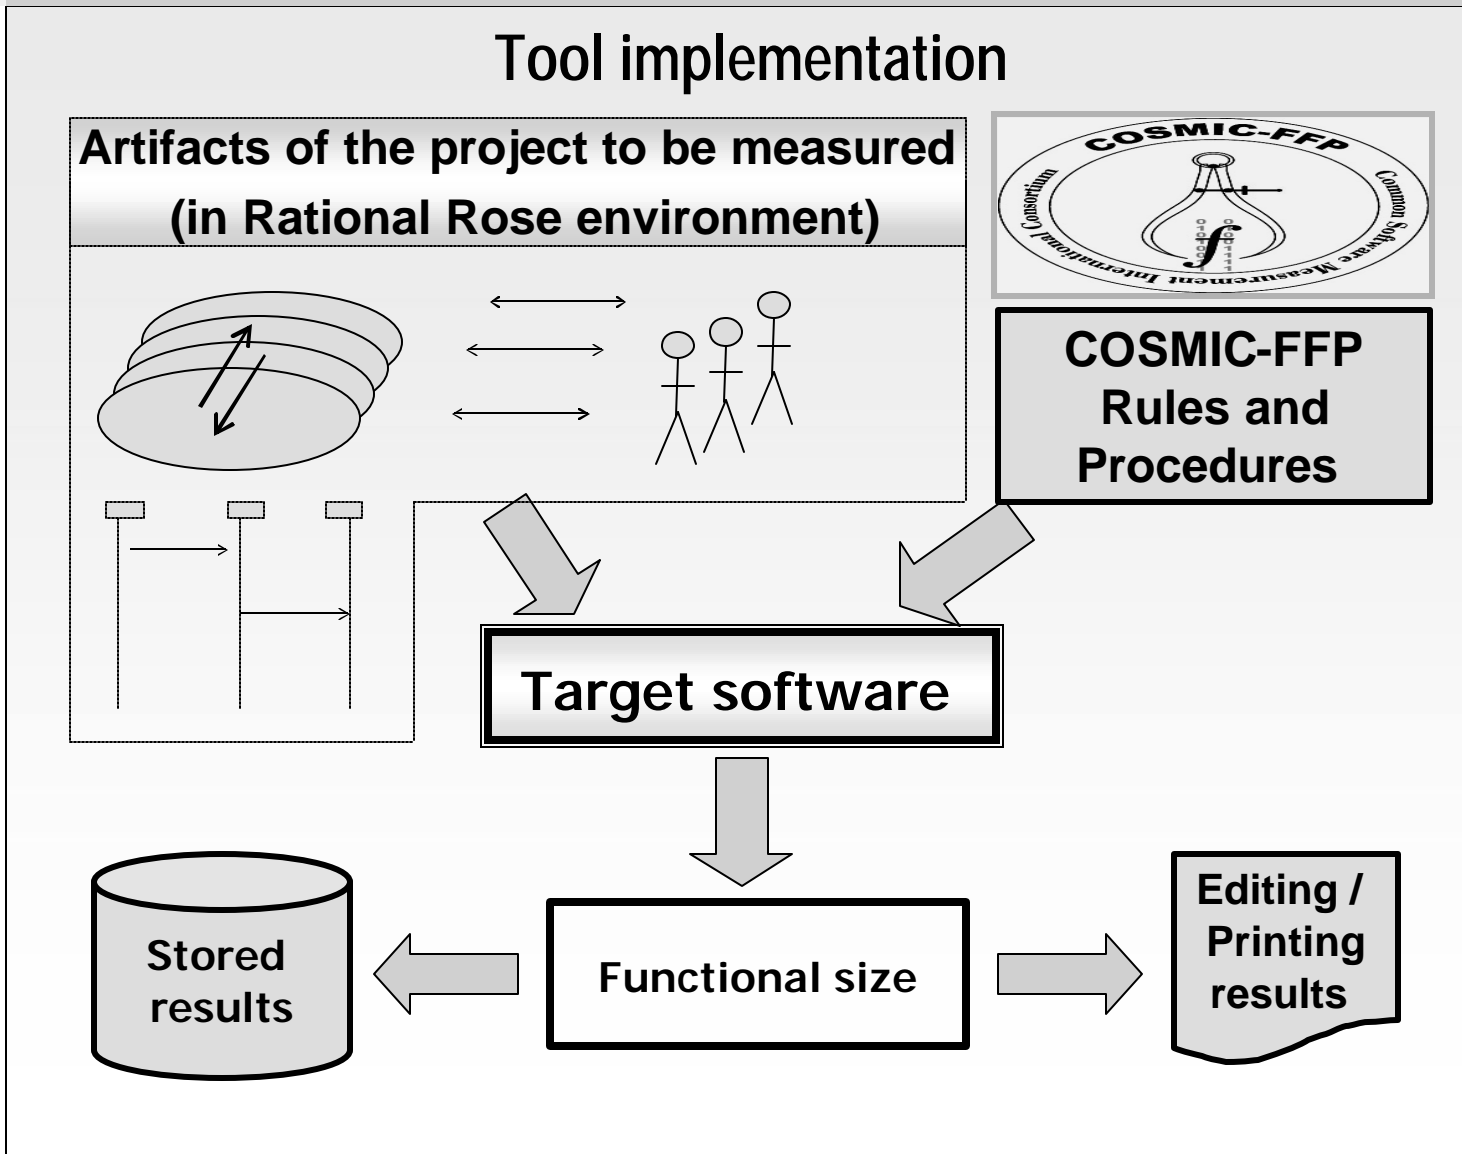 Tool implementation
Artifacts of the project to be measured
(in Rational Rose environment)
COSMIC-FFP
Common Software Measurement International Consortium
COSMIC-FFP
Rules and
Procedures
Target software
Stored
results
Functional size
Editing /
Printing
results